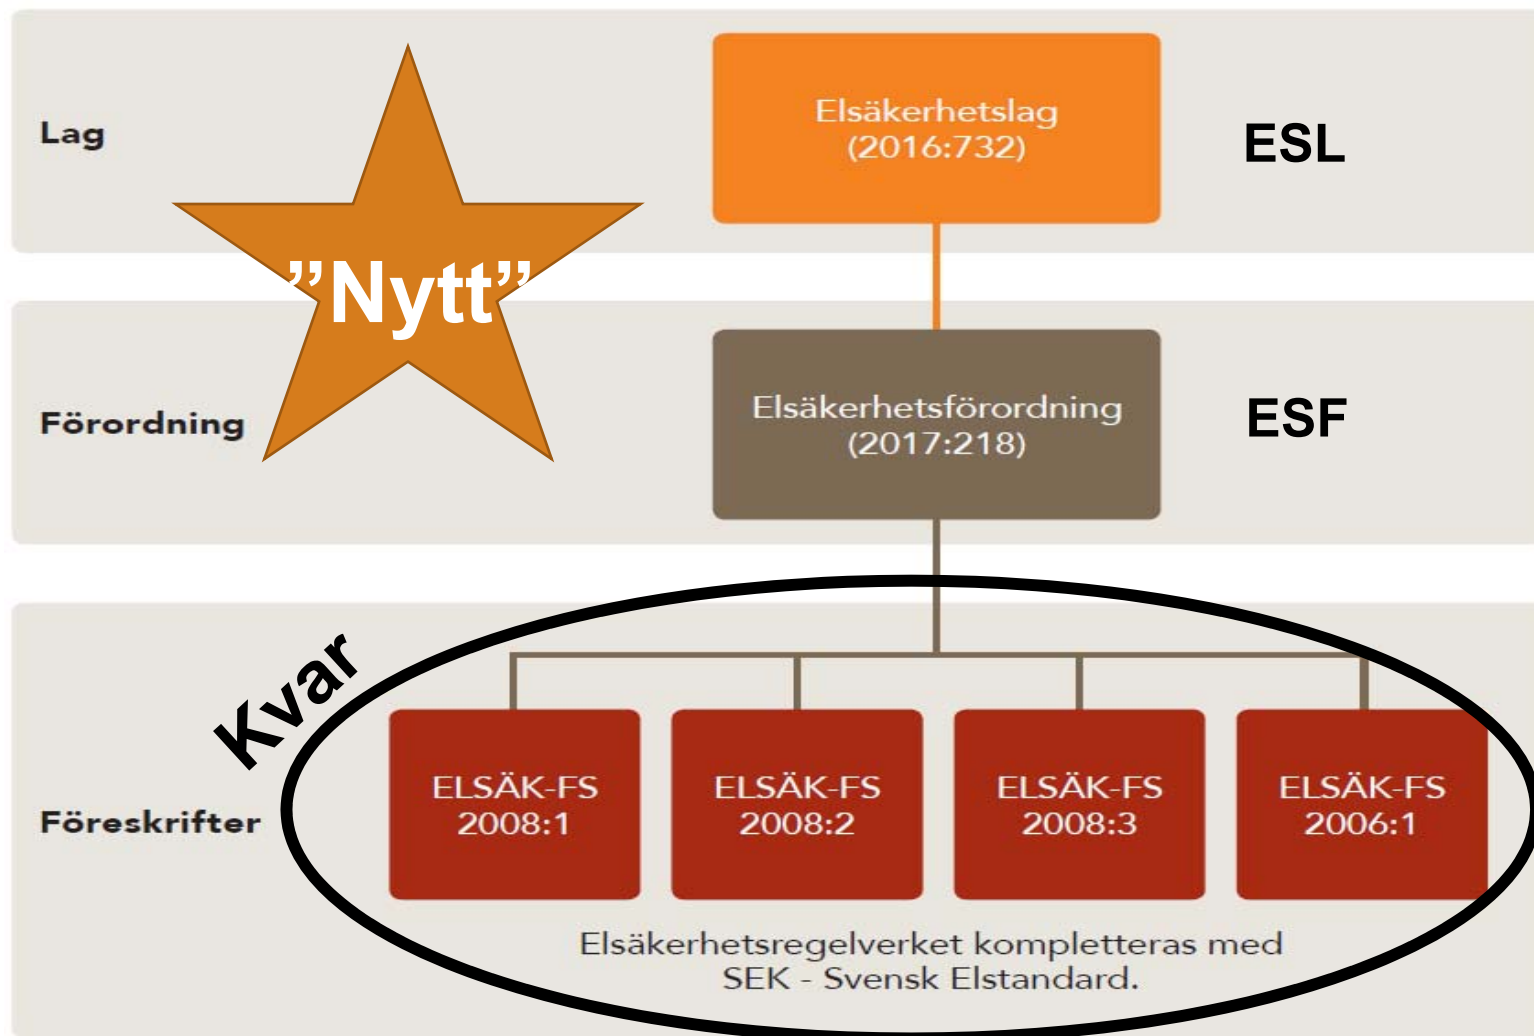 Lag
Elsäkerhetslag
(2016:732)
ESL
”Nytt”
Förordning
Elsäkerhetsförordning
(2017:218)
ESF
Kvar
Föreskrifter
ELSÄK-FS
2008:1
ELSÄK-FS
2008:2
ELSÄK-FS
2008:3
ELSÄK-FS
2006:1
Elsäkerhetsregelverket kompletteras med
SEK - Svensk Elstandard.